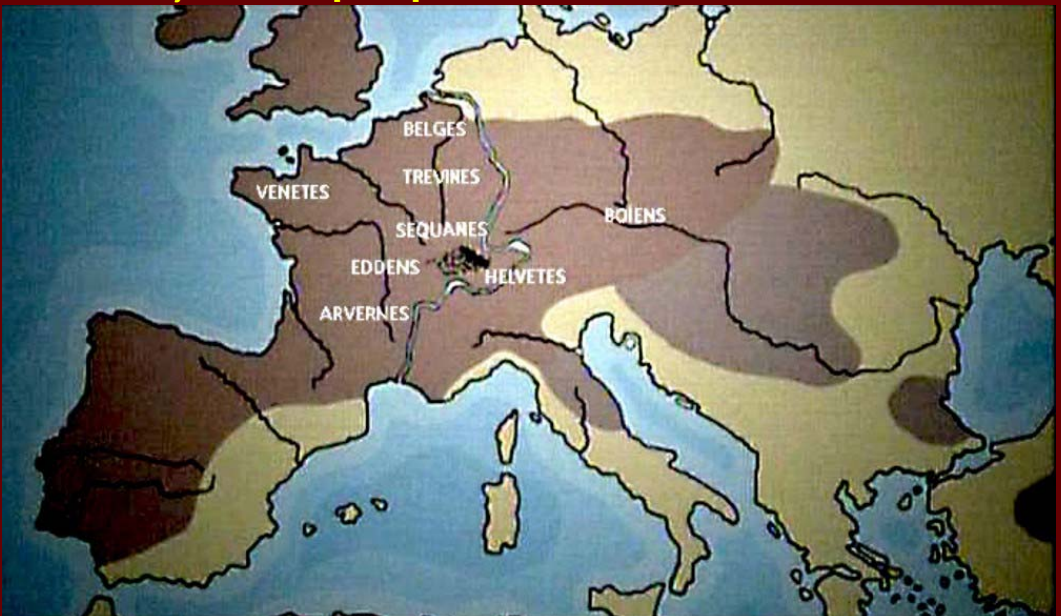 BELGES
TREVINES
VENETES
BOÏENS
SEQUANES
EDDENS
HELVETES
ARVERNES